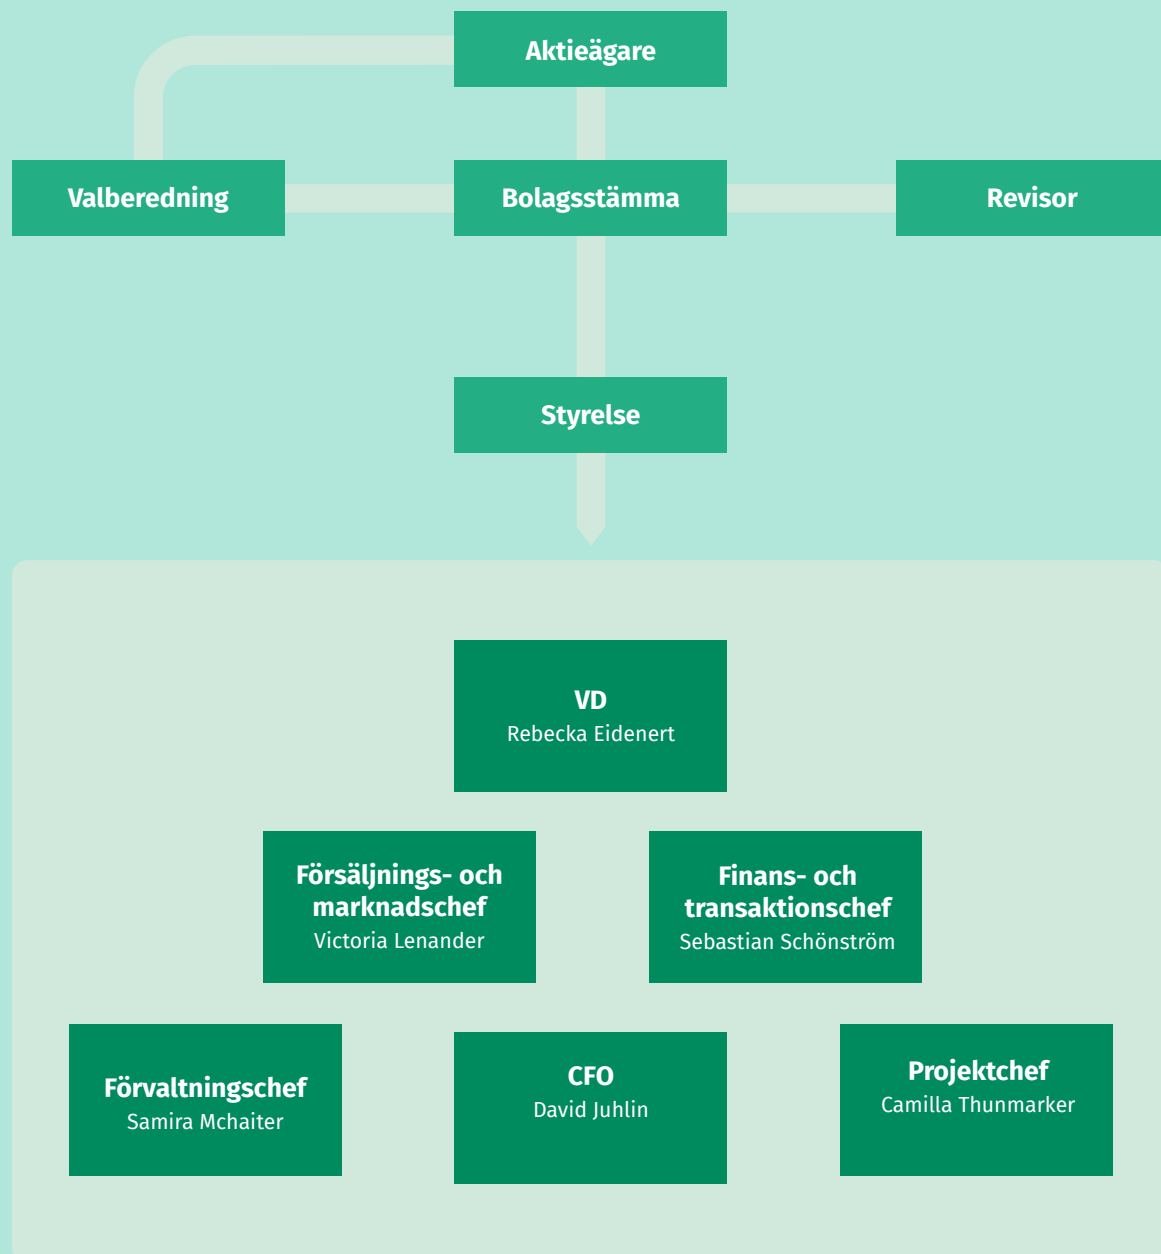 Aktieägare
Valberedning
Bolagsstämma
Revisor
Styrelse
VD
Rebecka Eidenert
Försäljnings- och
marknadschef
Victoria Lenander
Finans- och
transaktionschef
Sebastian Schönström
Förvaltningschef
Samira Mchaiter
CFO
David Juhlin
Projektchef
Camilla Thunmarker